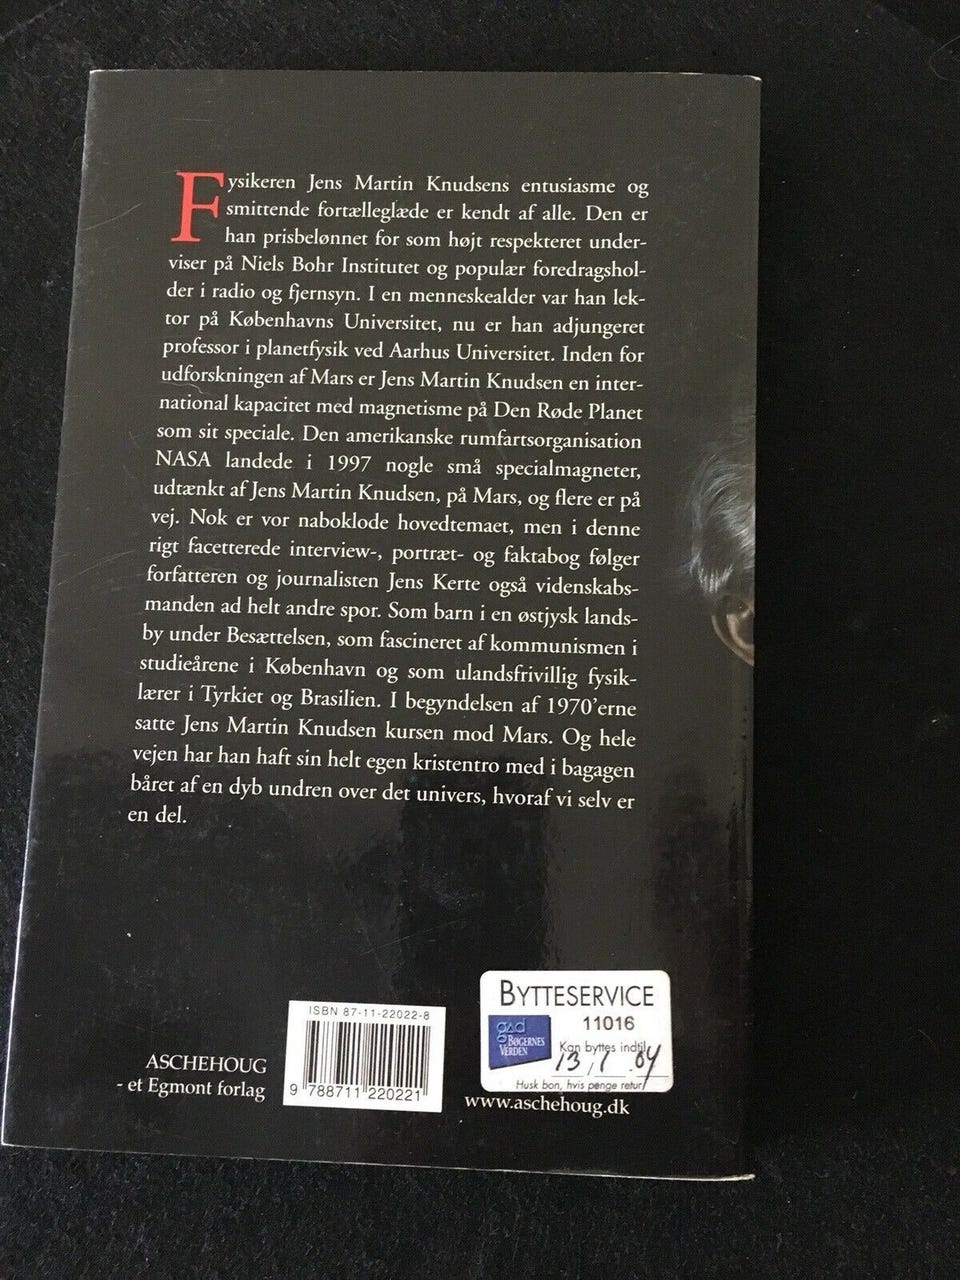 Fysikeren Jens Martin Knudsens entusiasme og
smittende fortælleglæde er kendt af alle. Den er
han prisbelønnet for som højt respekteret under-
viser på Niels Bohr Institutet og populær foredragshol-
der i radio og fjernsyn. I en menneskealder var han lek-
tor på Københavns Universitet, nu er han adjungeret
professor i planetfysik ved Aarhus Universitet. Inden for
udforskningen af Mars er Jens Martin Knudsen en inter-
national kapacitet med magnetisme på Den Røde Planet
som sit speciale. Den amerikanske rumfartsorganisation
NASA landede i 1997 nogle små specialmagneter,
udtænkt af Jens Martin Knudsen, på Mars, og flere er på
vej. Nok er vor naboklode hovedtemaet, men i denne
rigt facetterede interview-, portræt- og faktabog følger
forfatteren og journalisten Jens Kerte også videnskabs-
manden ad helt andre spor. Som barn i en østjysk lands-
by under Besættelsen, som fascineret af kommunismen i
studieårene i København og som ulandsfrivillig fysik-
lærer i Tyrkiet og Brasilien. I begyndelsen af 1970'erne
satte Jens Martin Knudsen kursen mod Mars. Og hele
vejen har han haft sin helt egen kristentro med i bagagen
båret af en dyb undren over det univers, hvoraf vi selv er
en del.
ASCHEHOUG
- et Egmont forlag
ISBN 87-11-22022-8
9 788711 220221
BYTTESERVICE
11016
gad
BØGERNES
VERDEN
Kan byttes indtil
13/1.04
Husk bon, hvis penge retur
www.aschehoug.dk